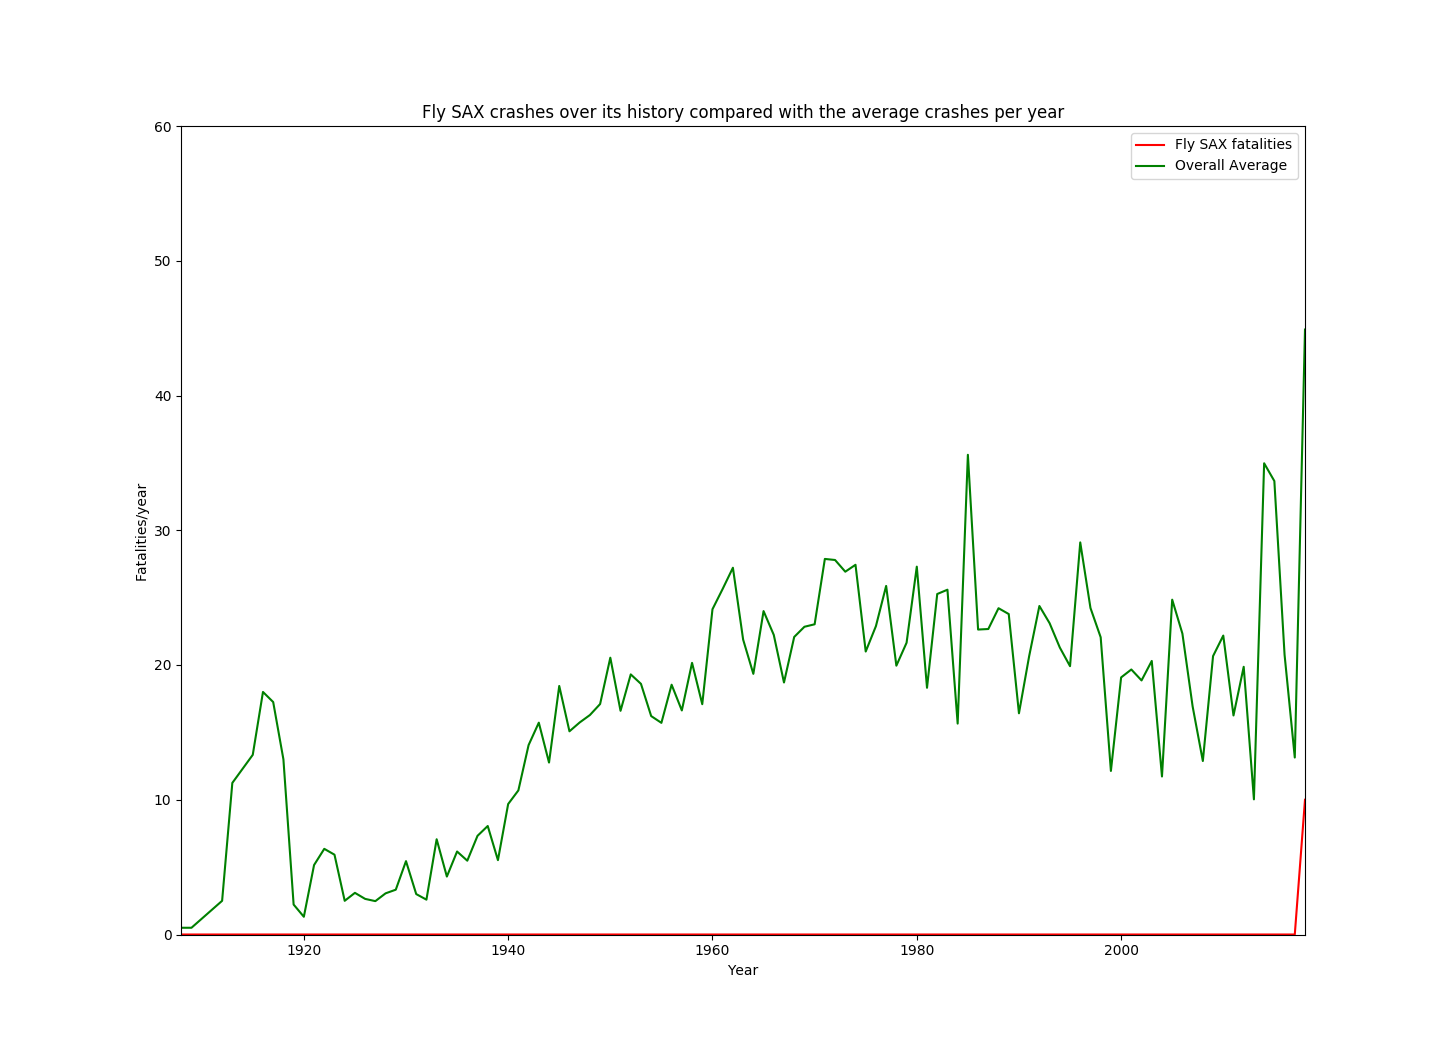 Fly SAX crashes over its history compared with the average crashes per year
Fly SAX fatalities
Overall Average
60
50
40
30
20
10
0
Fatalities/year
1920
1940
1960
1980
2000
Year